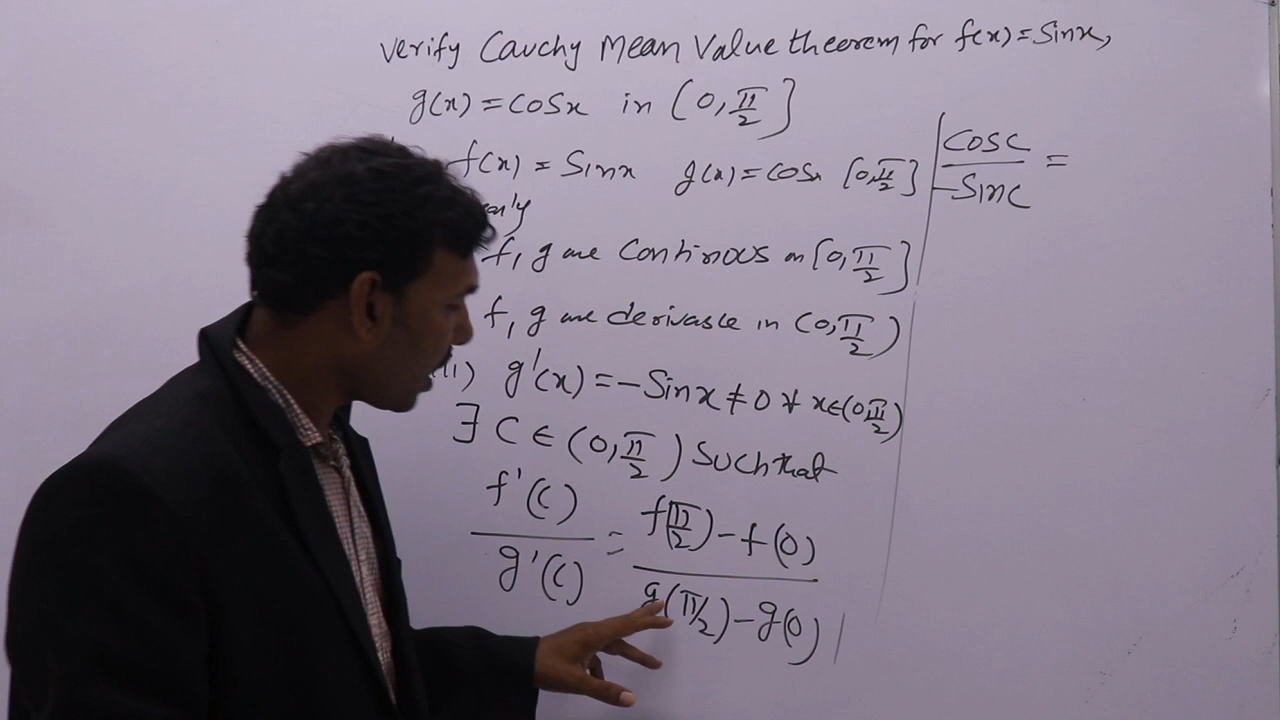 Verify Cauchy Mean Value theorem for f(x) = Sinx,
g(x) = cosx in [0, π/2]
f(x) = Sinx g(x) = cosx [0, π/2]
f, g are Continous on [0, π/2]
f, g are derivable in (0, π/2)
g'(x) = -Sinx ≠ 0 ∀ x ∈ (0, π/2)
∃ C ∈ (0, π/2) Such that
f'(c) / g'(c) = f(π/2) - f(0) / g(π/2) - g(0)
Cosc / -Sinc =